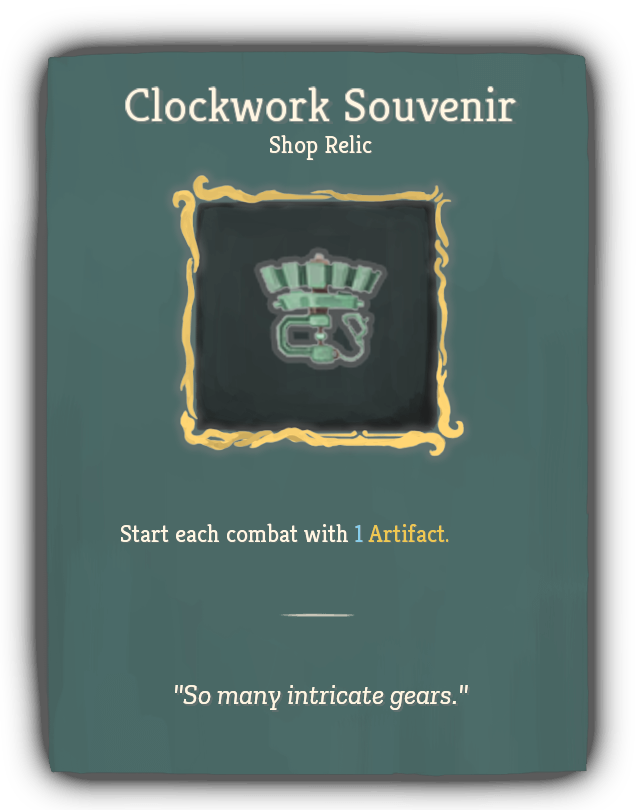 Clockwork Souvenir
Shop Relic
Start each combat with 1 Artifact.
"So many intricate gears."